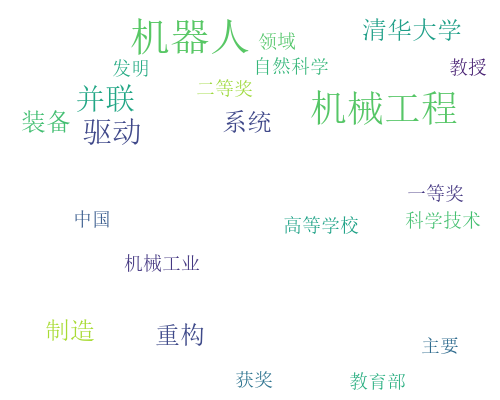 机器人
清华大学
领域
发明
自然科学
教授
二等奖
并联
机械工程
装备
驱动
系统
一等奖
中国
高等学校
科学技术
机械工业
制造
重构
主要
获奖
教育部